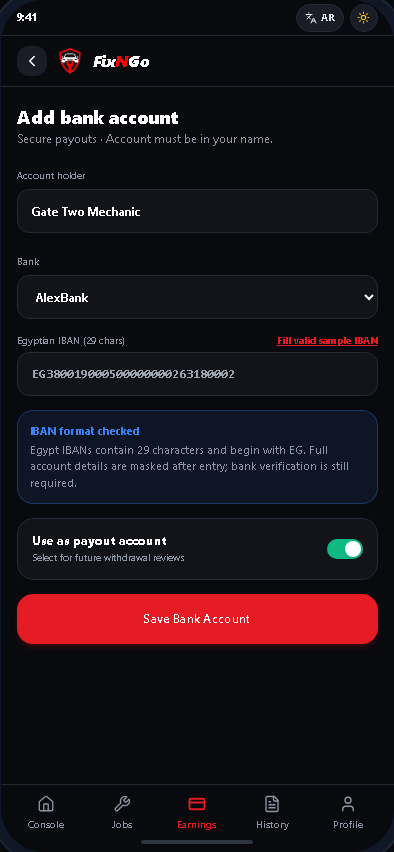 9:41
AR
FixNGo
Add bank account
Secure payouts · Account must be in your name.
Account holder
Gate Two Mechanic
Bank
AlexBank
Egyptian IBAN (29 chars)
Fill valid sample IBAN
EG380019000500000000263180002
IBAN format checked
Egypt IBANs contain 29 characters and begin with EG. Full
account details are masked after entry; bank verification is still
required.
Use as payout account
Select for future withdrawal reviews
Save Bank Account
Console
Jobs
Earnings
History
Profile